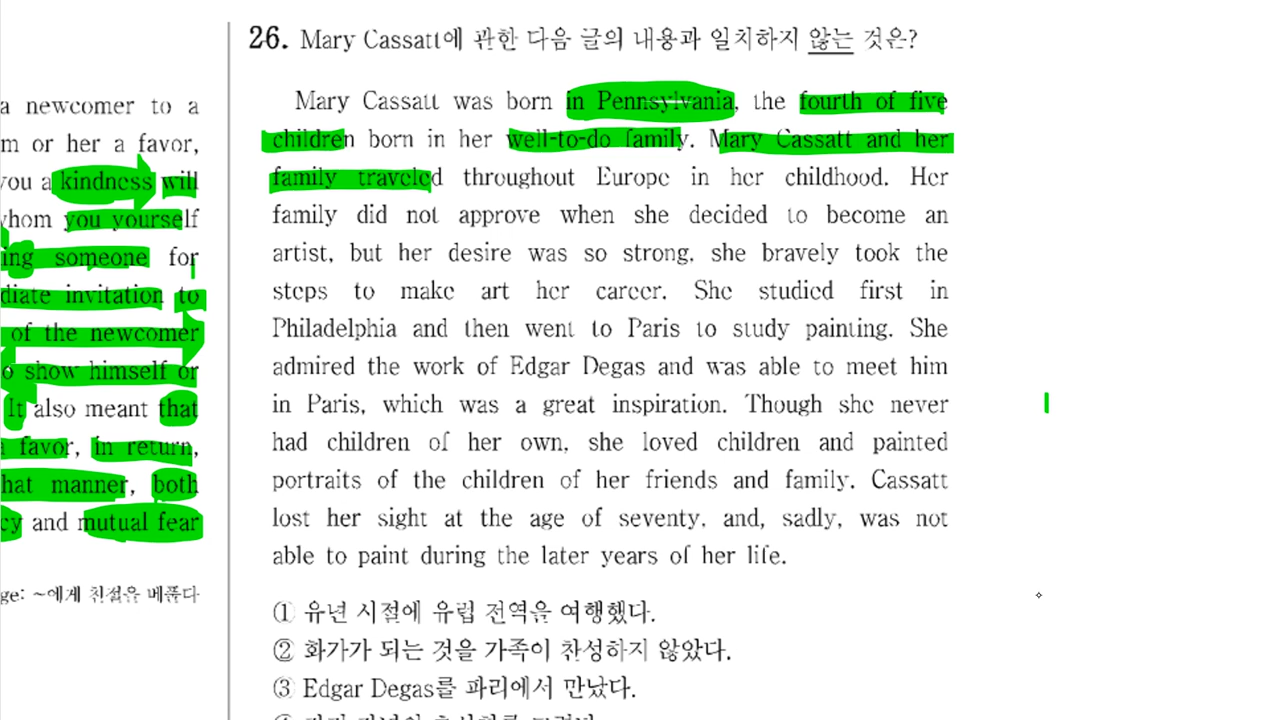 a newcomer to a
m or her a favor,
you a kindness will
whom you yourself
ing someone for
diate invitation to
of the newcomer
o show himself or
It also meant that
a favor, in return,
hat manner, both
cy and mutual fear
ge: ~에게 친절을 베풀다
26. Mary Cassatt에 관한 다음 글의 내용과 일치하지 않는 것은?
Mary Cassatt was born in Pennsylvania, the fourth of five
children born in her well-to-do family. Mary Cassatt and her
family traveled throughout Europe in her childhood. Her
family did not approve when she decided to become an
artist, but her desire was so strong, she bravely took the
steps to make art her career. She studied first in
Philadelphia and then went to Paris to study painting. She
admired the work of Edgar Degas and was able to meet him
in Paris, which was a great inspiration. Though she never
had children of her own, she loved children and painted
portraits of the children of her friends and family. Cassatt
lost her sight at the age of seventy, and, sadly, was not
able to paint during the later years of her life.
① 유년 시절에 유럽 전역을 여행했다.
② 화가가 되는 것을 가족이 찬성하지 않았다.
③ Edgar Degas를 파리에서 만났다.